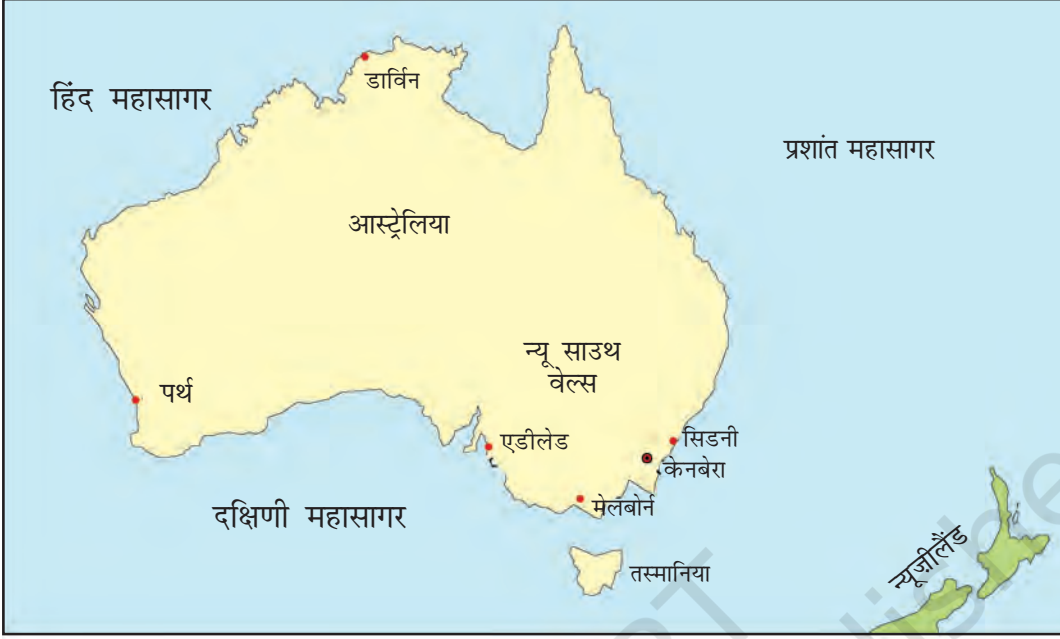 डार्विन
हिंद महासागर
प्रशांत महासागर
आस्ट्रेलिया
न्यू साउथ
वेल्स
पर्थ
सिडनी
एडीलेड
केनबेरा
मेलबोर्न
दक्षिणी महासागर
न्यूज़ीलैंड
तस्मानिया